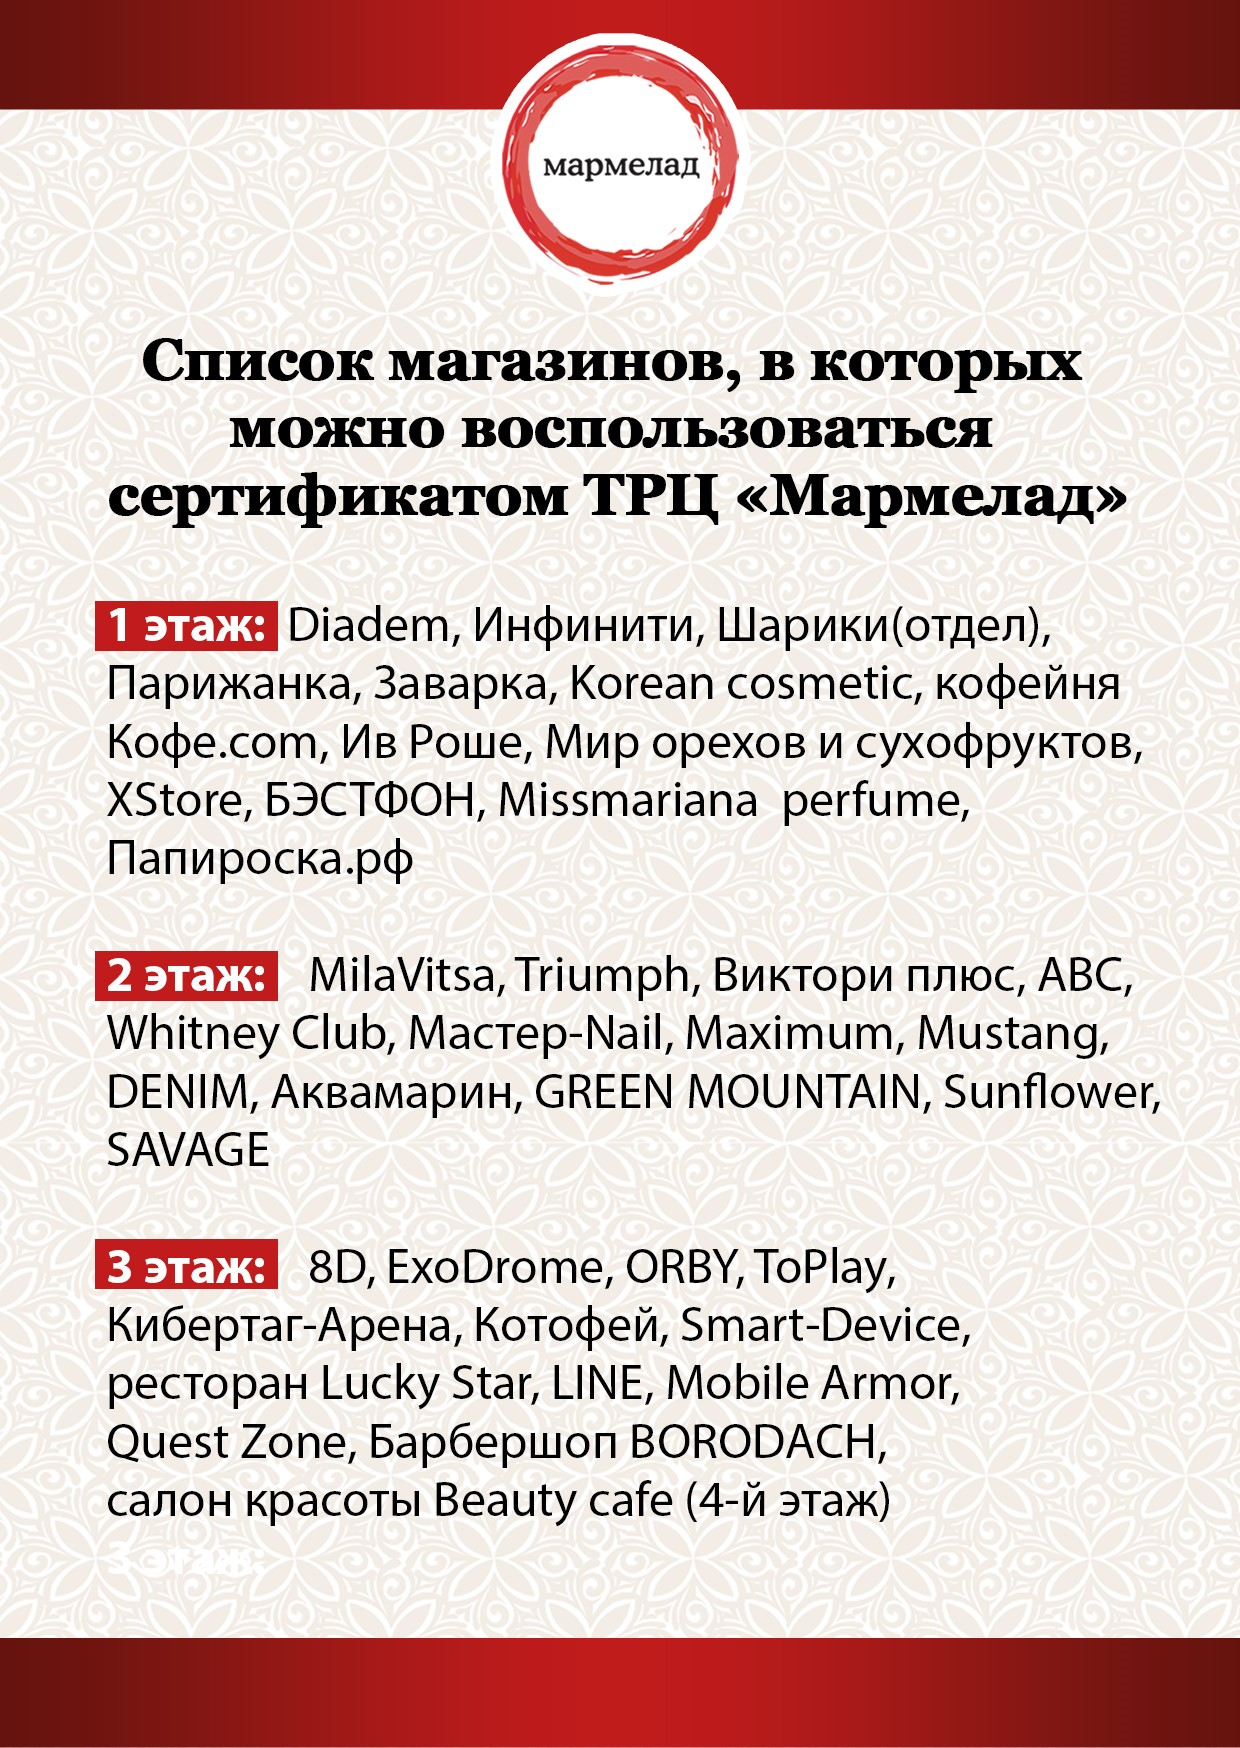 мармелад
Список магазинов, в которых
можно воспользоваться
сертификатом ТРЦ «Мармелад»
1 этаж: Diadem, Инфинити, Шарики(отдел),
Парижанка, Заварка, Korean cosmetic, кофейня
Кофе.com, Ив Роше, Мир орехов и сухофруктов,
XStore, БЭСТФОН, Missmariana perfume,
Папироска.рф
2 этаж: MilaVitsa, Triumph, Виктори плюс, АВС,
Whitney Club, Мастер-Nail, Maximum, Mustang,
DENIM, Аквамарин, GREEN MOUNTAIN, Sunflower,
SAVAGE
3 этаж: 8D, ExoDrome, ORBY, ToPlay,
Кибертаг-Арена, Котофей, Smart-Device,
ресторан Lucky Star, LINE, Mobile Armor,
Quest Zone, Барбершоп BORODACH,
салон красоты Beauty cafe (4-й этаж)
3 этаж: